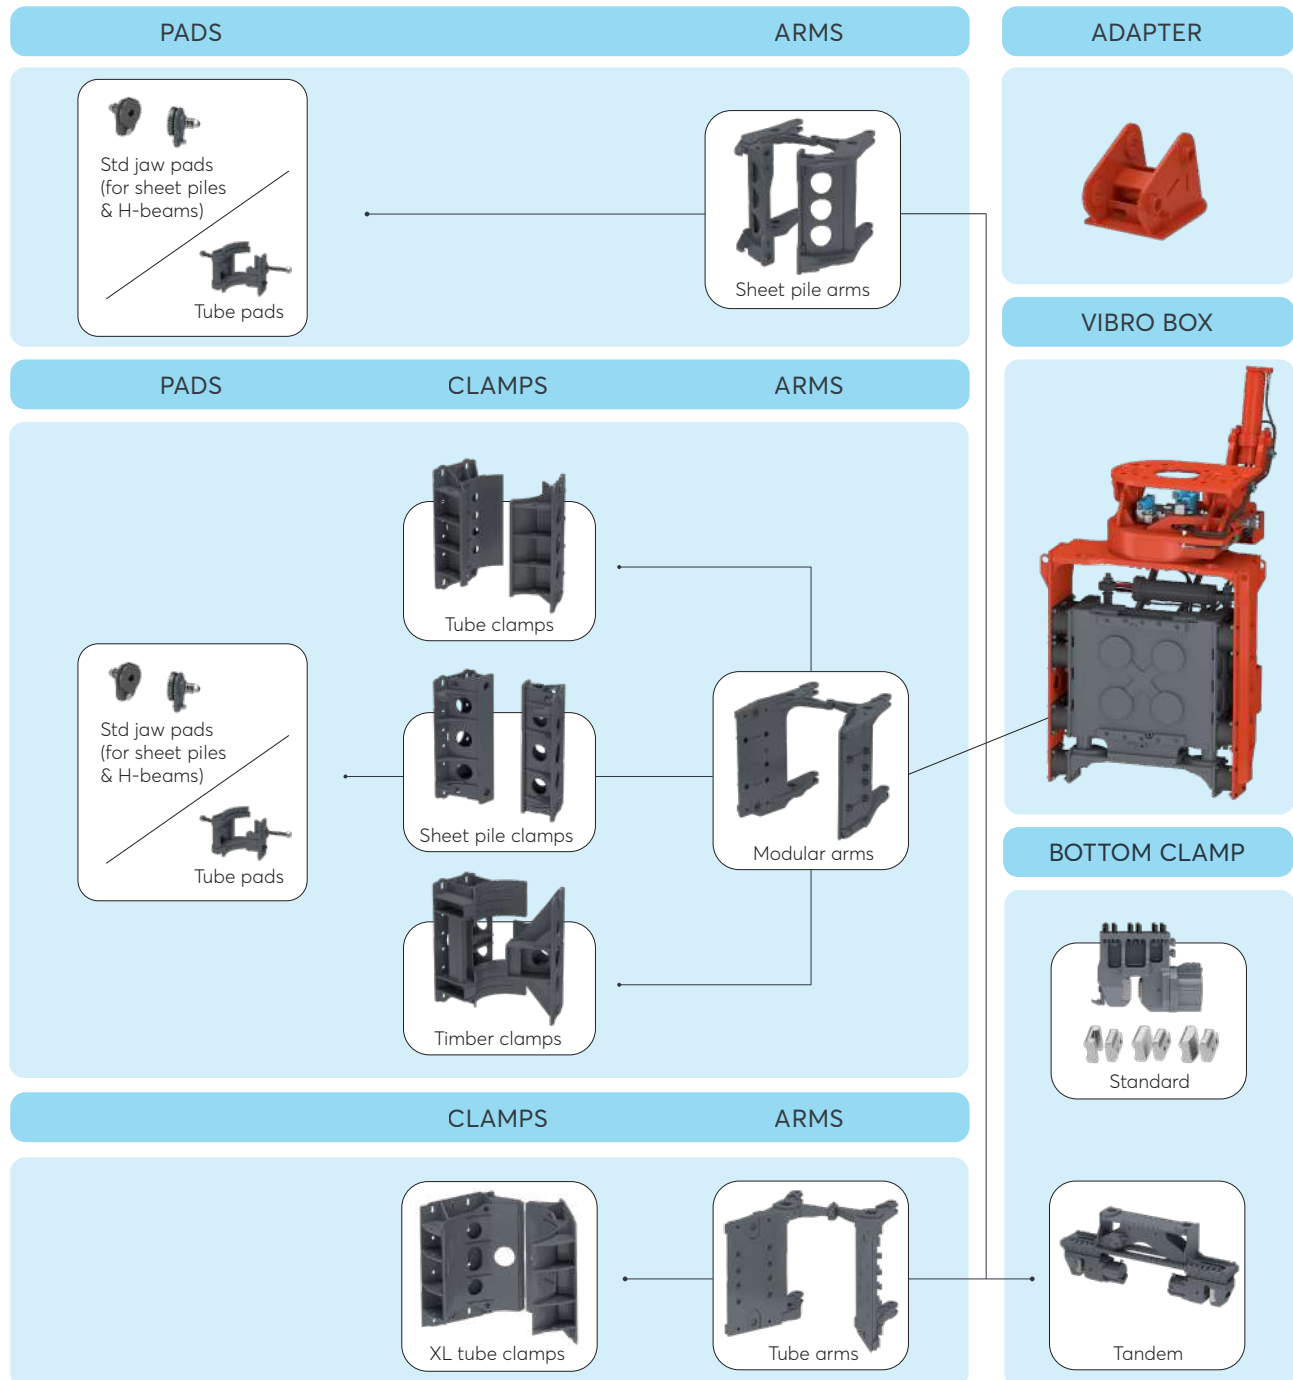 PADS
ARMS
ADAPTER
Std jaw pads
(for sheet piles
& H-beams)
Tube pads
Sheet pile arms
VIBRO BOX
PADS
CLAMPS
ARMS
Tube clamps
Std jaw pads
(for sheet piles
& H-beams)
Tube pads
Sheet pile clamps
Modular arms
Timber clamps
BOTTOM CLAMP
Standard
CLAMPS
ARMS
XL tube clamps
Tube arms
Tandem